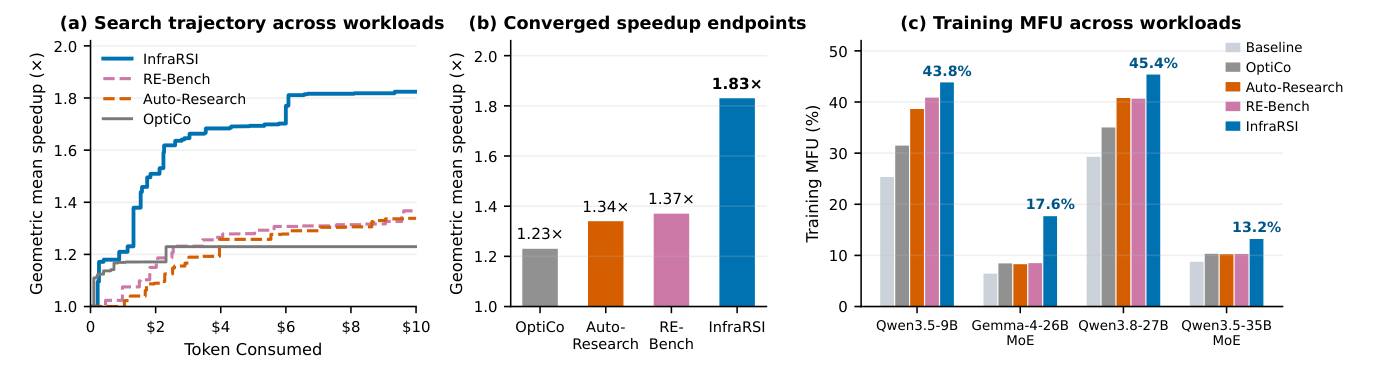 (a) Search trajectory across workloads
Geometric mean speedup (×)
2.0
1.8
1.6
1.4
1.2
1.0
InfraRSI
RE-Bench
Auto-Research
OptiCo
0
$2
$4
$6
$8
$10
Token Consumed
(b) Converged speedup endpoints
Geometric mean speedup (×)
2.0
1.8
1.6
1.4
1.2
1.0
1.23×
1.34×
1.37×
1.83×
OptiCo
Auto-
Research
RE-
Bench
InfraRSI
(c) Training MFU across workloads
Training MFU (%)
50
40
30
20
10
0
43.8%
17.6%
45.4%
13.2%
Baseline
OptiCo
Auto-Research
RE-Bench
InfraRSI
Qwen3.5-9B
Gemma-4-26B
MoE
Qwen3.8-27B
Qwen3.5-35B
MoE